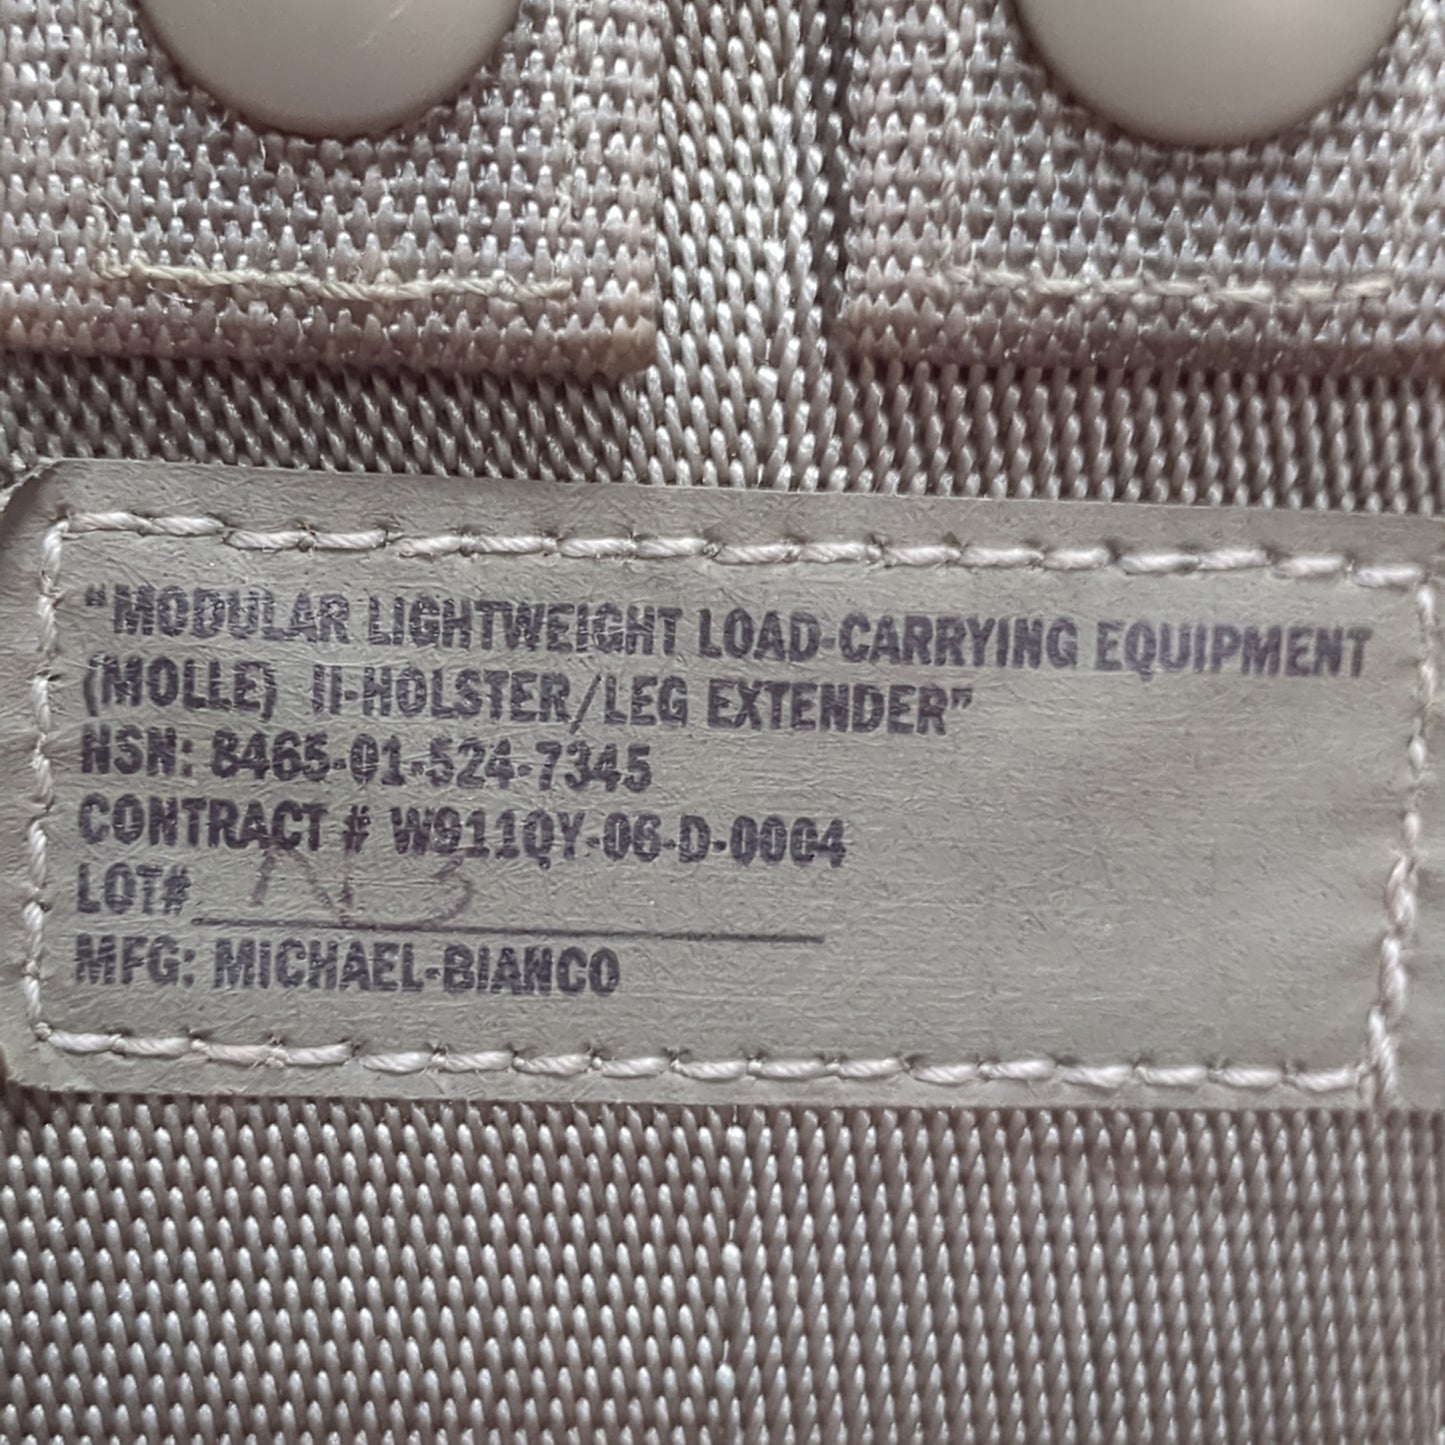 "MODULAR LIGHTWEIGHT LOAD-CARRYING EQUIPMENT
(MOLLE) II-HOLSTER/LEG EXTENDER"
NSN: 8465-01-524-7345
CONTRACT # W911QY-06-D-0004
LOT#
MFG: MICHAEL-BIANCO